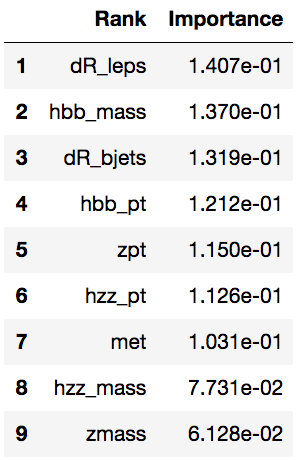 Rank Importance
1 dR_leps 1.407e-01
2 hbb_mass 1.370e-01
3 dR_bjets 1.319e-01
4 hbb_pt 1.212e-01
5 zpt 1.150e-01
6 hzz_pt 1.126e-01
7 met 1.031e-01
8 hzz_mass 7.731e-02
9 zmass 6.128e-02